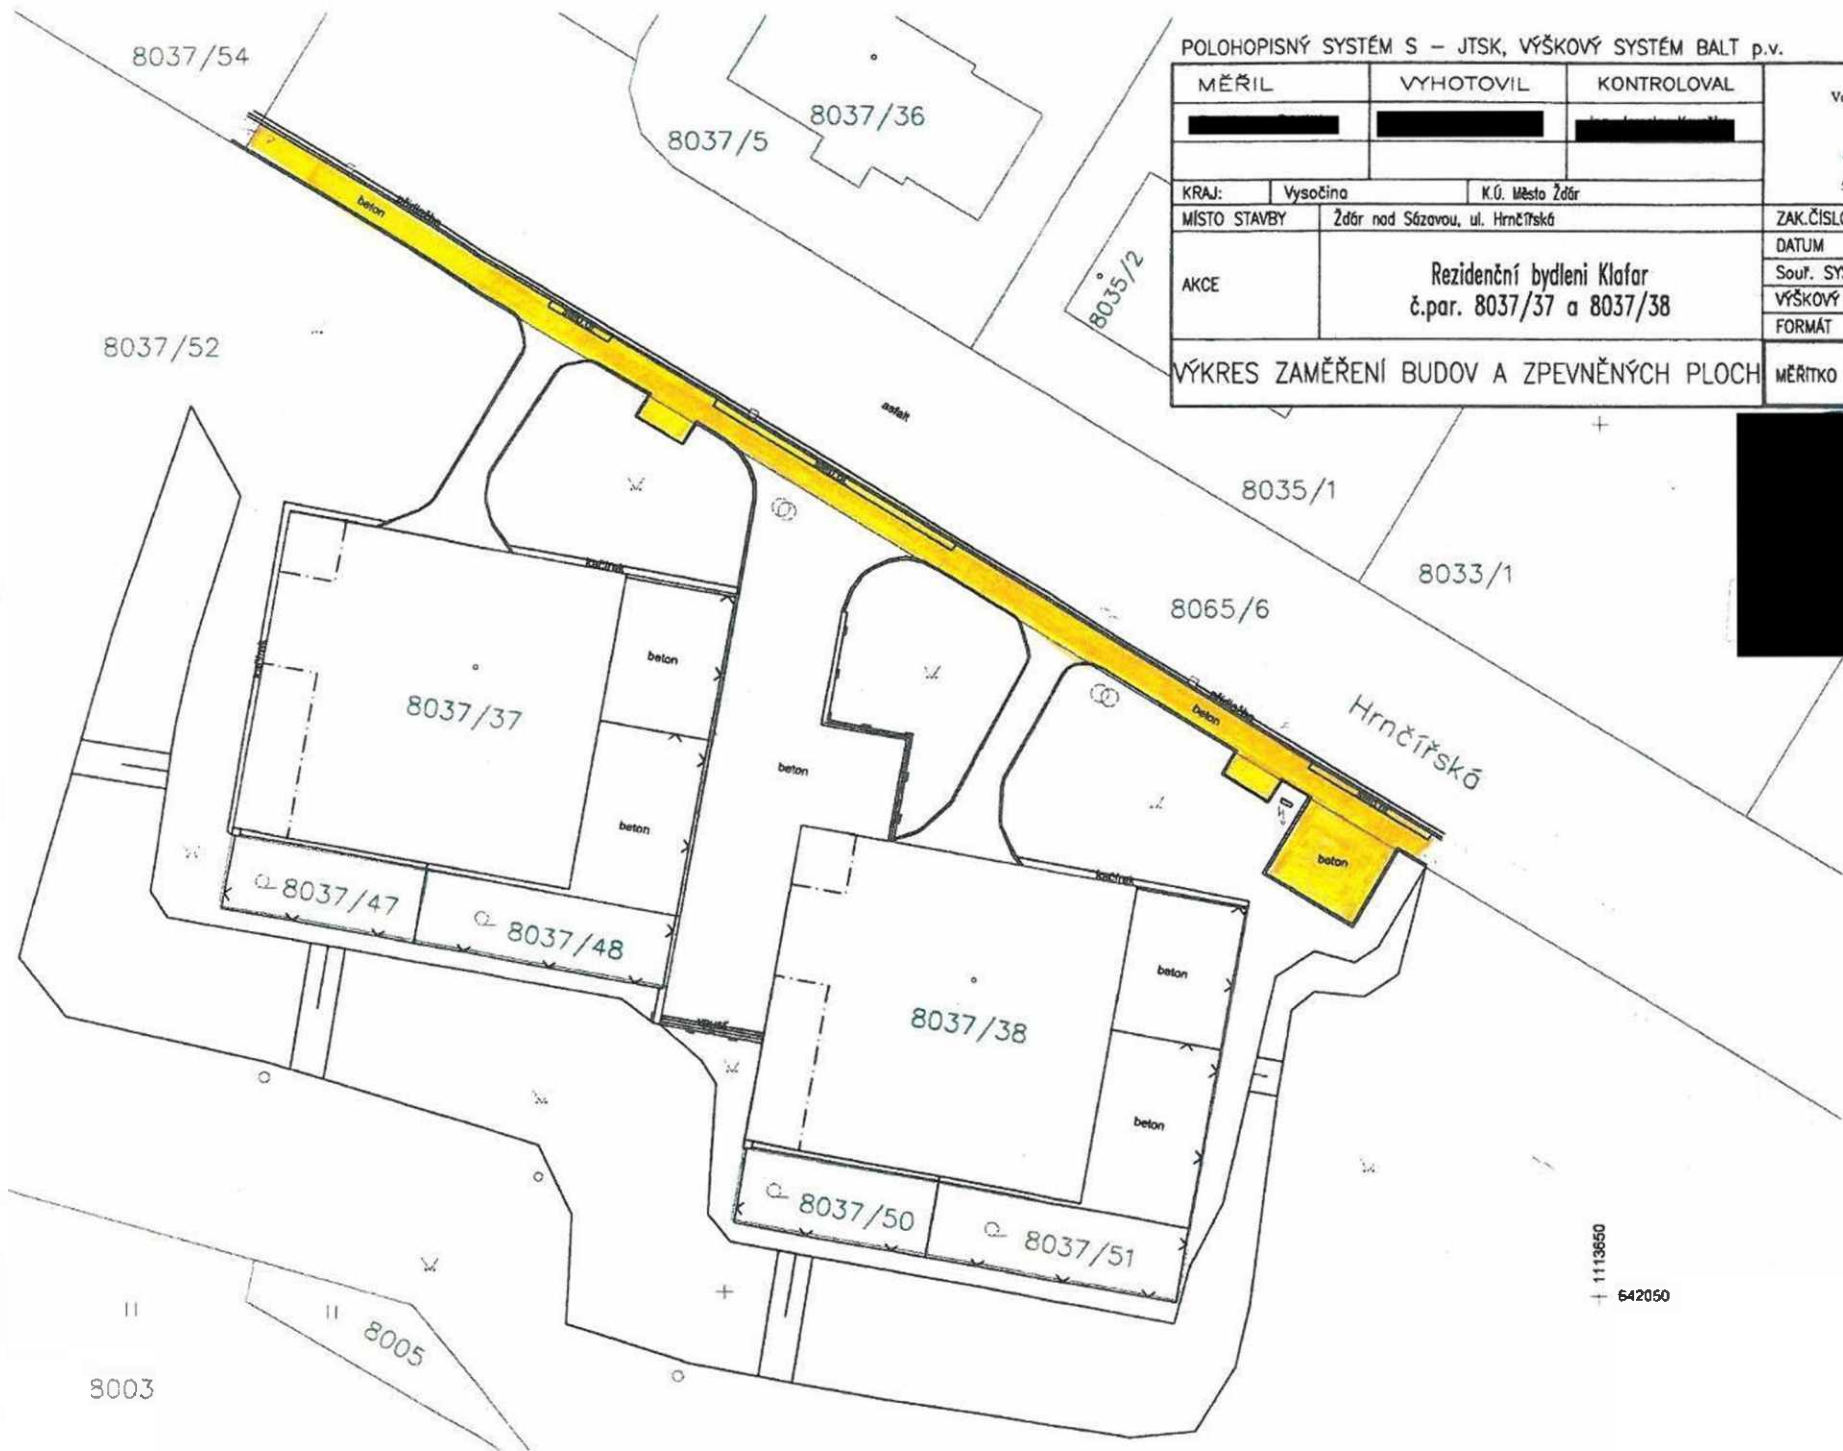 POLOHOPISNÝ SYSTÉM S – JTSK, VÝŠKOVÝ SYSTÉM BALT p.v.
MĚŘIL
VYHOTOVIL
KONTROLOVAL
KRAJ:
Vysočina
K.Ú. Město Žďár
MÍSTO STAVBY
Žďár nad Sázavou, ul. Hrnčířská
ZAK.ČÍSLO
DATUM
AKCE
Rezidenční bydleni Klafar
č.par. 8037/37 a 8037/38
VÝŠKOVÝ
FORMÁT
VÝKRES ZAMĚŘENÍ BUDOV A ZPEVNĚNÝCH PLOCH
MĚŘÍTKO
8037/54
8037/36
8037/5
beton
8035/2
8037/52
asfalt
8035/1
8033/1
8065/6
beton
8037/37
beton
Hrnčířská
beton
beton
beton
8037/47
8037/48
beton
8037/38
beton
8037/50
8037/51
1113650
642050
8005
8003